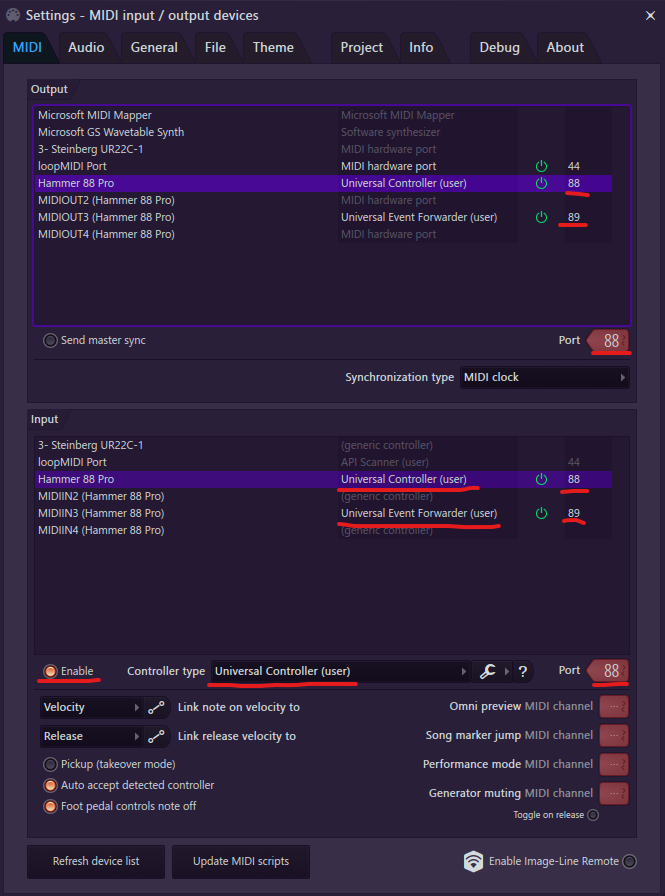 Settings - MIDI input / output devices
MIDI Audio General File Theme Project Info Debug About
Output
Microsoft MIDI Mapper Microsoft MIDI Mapper
Microsoft GS Wavetable Synth Software synthesizer
3- Steinberg UR22C-1 MIDI hardware port
loopMIDI Port MIDI hardware port 44
Hammer 88 Pro Universal Controller (user) 88
MIDIOUT2 (Hammer 88 Pro) MIDI hardware port
MIDIOUT3 (Hammer 88 Pro) Universal Event Forwarder (user) 89
MIDIOUT4 (Hammer 88 Pro) MIDI hardware port
Send master sync Port 88
Synchronization type MIDI clock
Input
3- Steinberg UR22C-1 (generic controller)
loopMIDI Port API Scanner (user) 44
Hammer 88 Pro Universal Controller (user) 88
MIDIIN2 (Hammer 88 Pro) (generic controller)
MIDIIN3 (Hammer 88 Pro) Universal Event Forwarder (user) 89
MIDIIN4 (Hammer 88 Pro) (generic controller)
Enable Controller type Universal Controller (user) ? Port 88
Velocity Link note on velocity to Omni preview MIDI channel ---
Release Link release velocity to Song marker jump MIDI channel ---
Pickup (takeover mode) Performance mode MIDI channel ---
Auto accept detected controller Generator muting MIDI channel ---
Foot pedal controls note off Toggle on release
Refresh device list Update MIDI scripts Enable Image-Line Remote